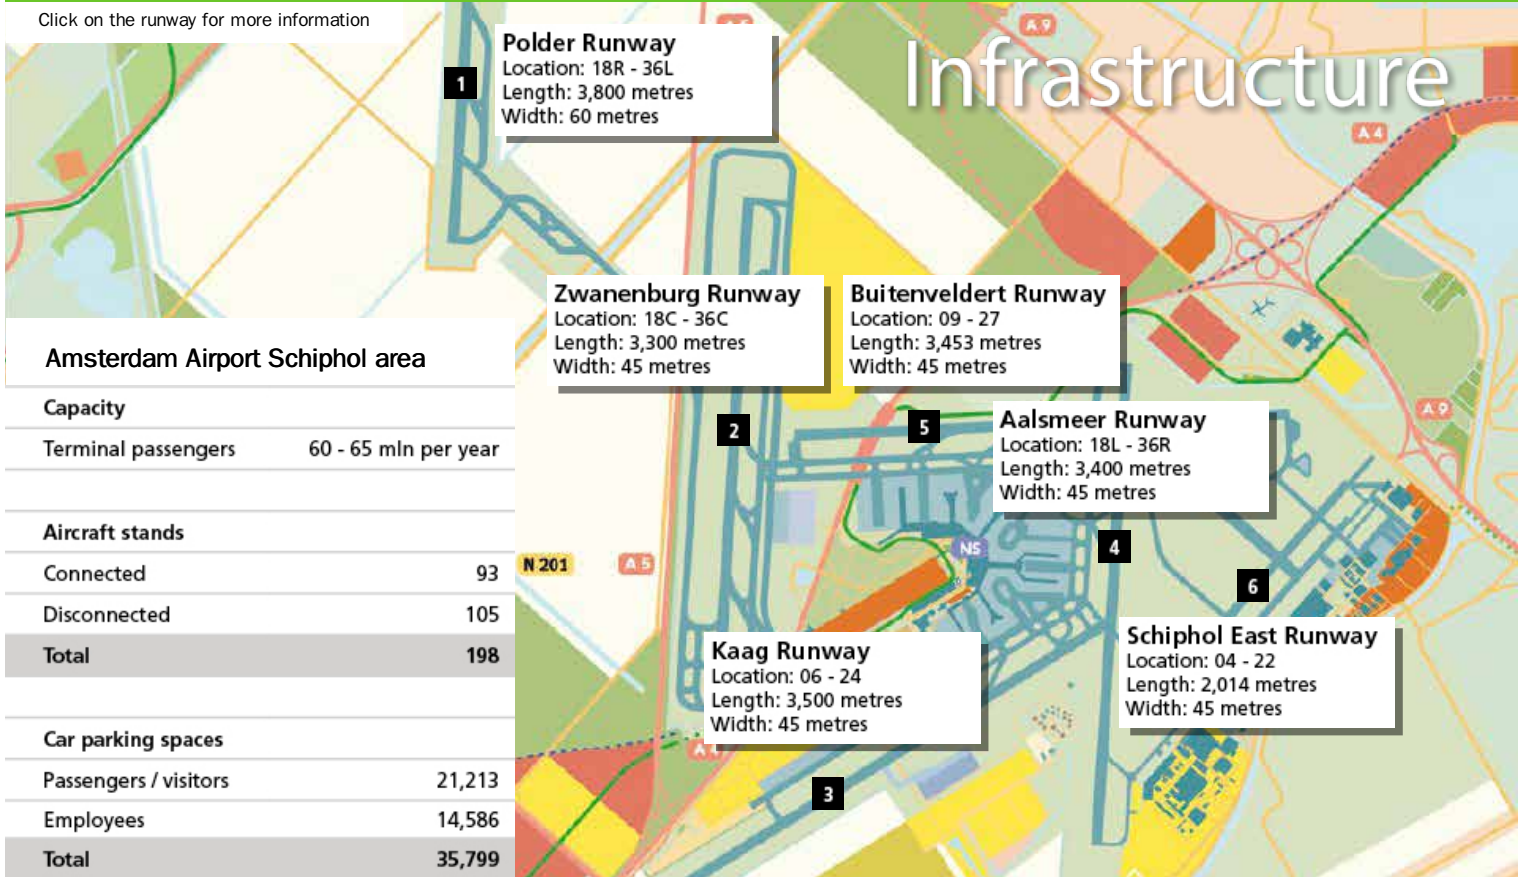 Click on the runway for more information
Infrastructure
A 9
A 4
1
Polder Runway
Location: 18R - 36L
Length: 3,800 metres
Width: 60 metres
Zwanenburg Runway
Location: 18C - 36C
Length: 3,300 metres
Width: 45 metres
Buitenveldert Runway
Location: 09 - 27
Length: 3,453 metres
Width: 45 metres
2
5
Aalsmeer Runway
Location: 18L - 36R
Length: 3,400 metres
Width: 45 metres
A 9
N 201
A 5
NS
4
6
Kaag Runway
Location: 06 - 24
Length: 3,500 metres
Width: 45 metres
Schiphol East Runway
Location: 04 - 22
Length: 2,014 metres
Width: 45 metres
3
Amsterdam Airport Schiphol area
Capacity
Terminal passengers 60 - 65 mln per year
Aircraft stands
Connected 93
Disconnected 105
Total 198
Car parking spaces
Passengers / visitors 21,213
Employees 14,586
Total 35,799